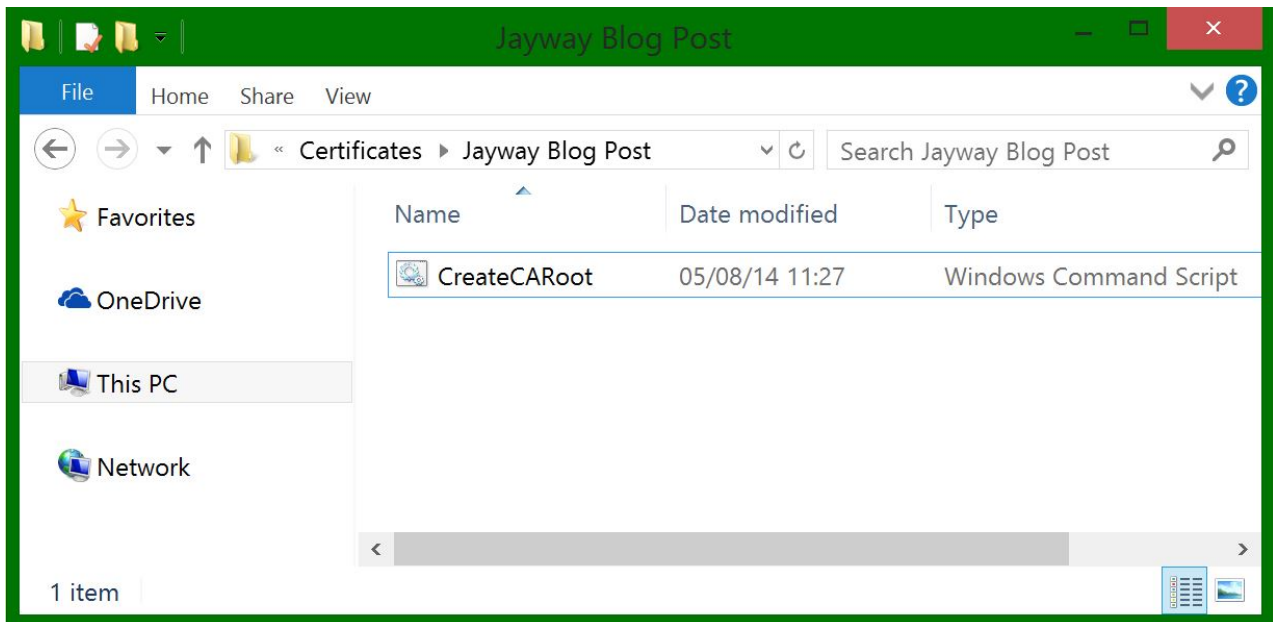 Jayway Blog Post
File Home Share View
« Certificates Jayway Blog Post Search Jayway Blog Post
Favorites
OneDrive
This PC
Network
Name Date modified Type
CreateCARoot 05/08/14 11:27 Windows Command Script
1 item